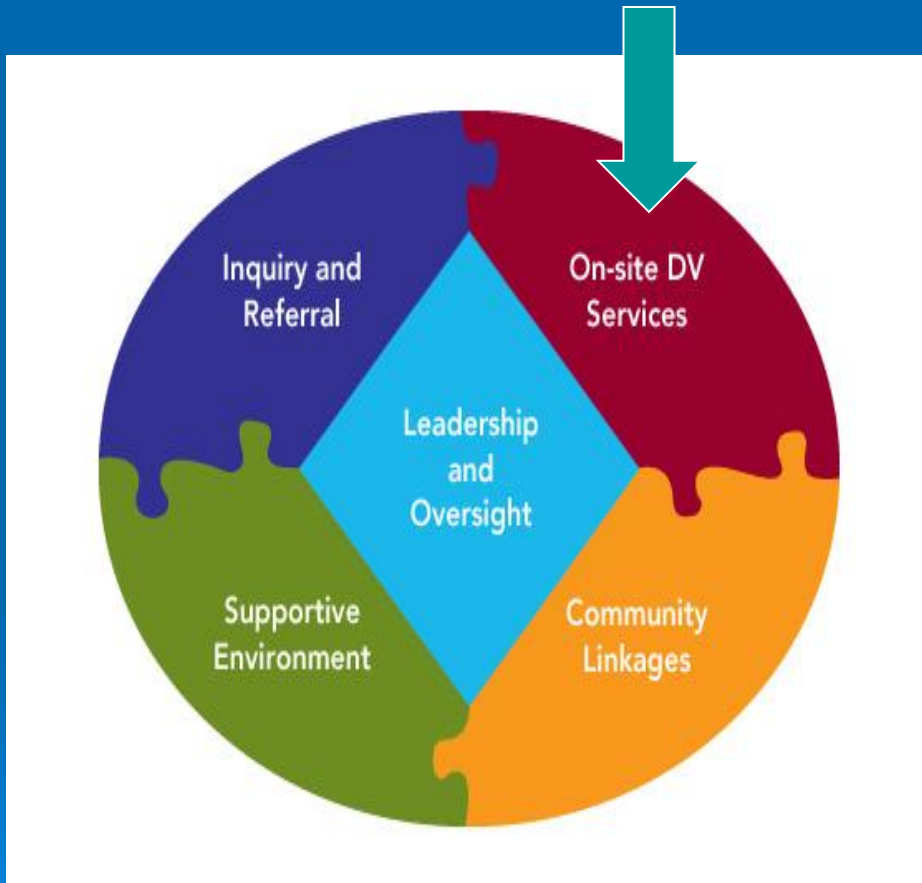 Inquiry and
Referral
On-site DV
Services
Leadership
and
Oversight
Supportive
Environment
Community
Linkages